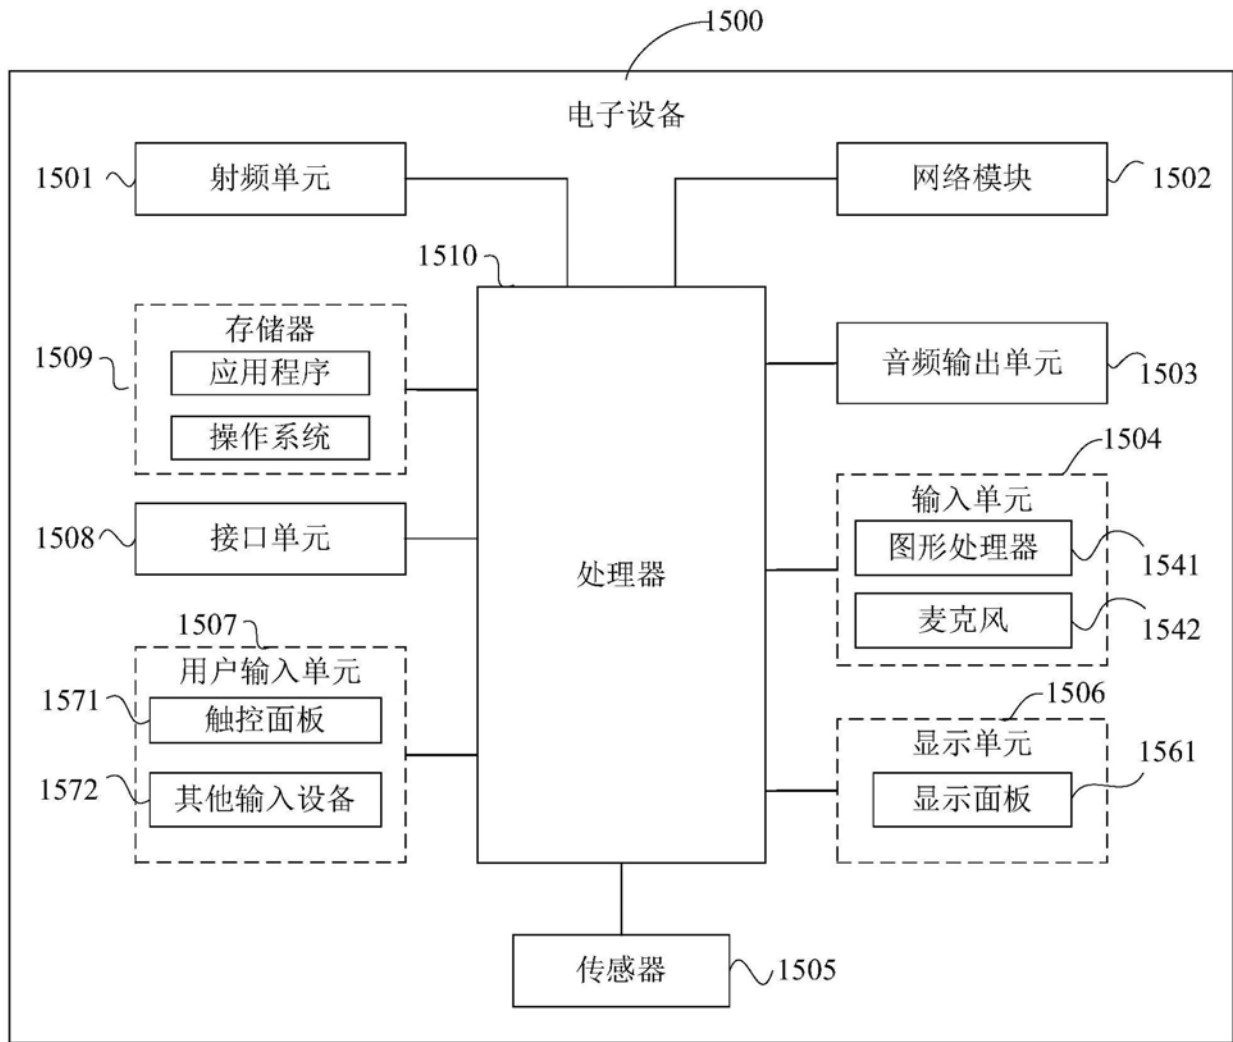 1500
电子设备
1501
射频单元
网络模块
1502
1510
存储器
1509
应用程序
操作系统
音频输出单元
1503
1504
输入单元
图形处理器
1541
麦克风
1542
1508
接口单元
处理器
1507
用户输入单元
1571
触控面板
1572
其他输入设备
1506
显示单元
1561
显示面板
传感器
1505